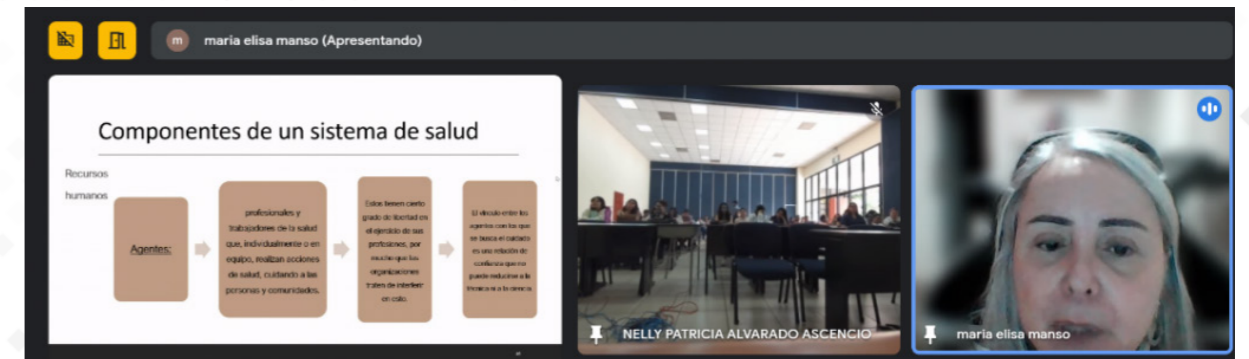 m maria elisa manso (Apresentando)
Componentes de un sistema de salud
Recursos
humanos
Agentes:
profesionales y
trabajadores de la salud
que, individualmente o en
equipo, realizan acciones
de salud, cuidando a las
personas y comunidades.
Estos tienen cierto
grado de libertad en
el ejercicio de sus
profesiones, por
mucho que las
organizaciones
traten de interferir
en esto.
El vínculo entre los
agentes con los que
se busca el cuidado
es una relación de
confianza que no
puede reducirse a la
técnica ni a la ciencia
NELLY PATRICIA ALVARADO ASCENCIO
maria elisa manso